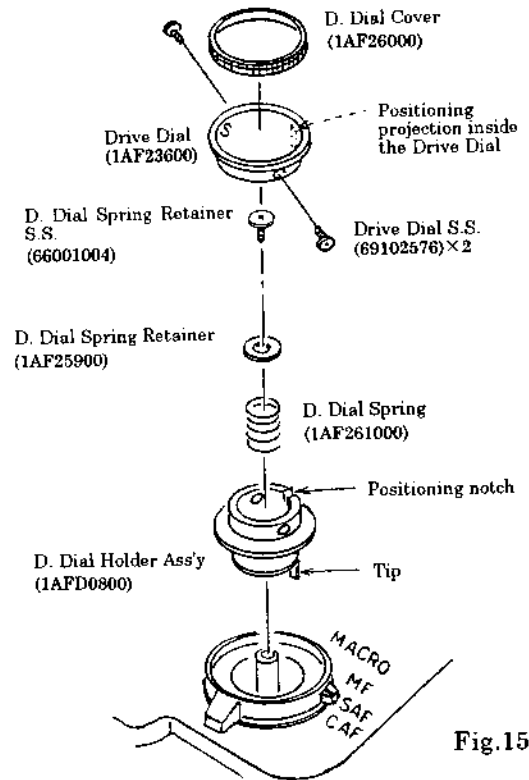 D. Dial Cover
(1AF26000)
S
Drive Dial
(1AF23600)
Positioning
projection inside
the Drive Dial
D. Dial Spring Retainer
S.S.
(66001004)
Drive Dial S.S.
(69102576)×2
D. Dial Spring Retainer
(1AF25900)
D. Dial Spring
(1AF261000)
Positioning notch
D. Dial Holder Ass'y
(1AFD0800)
Tip
MACRO
MF
SAF
CAF
Fig.15